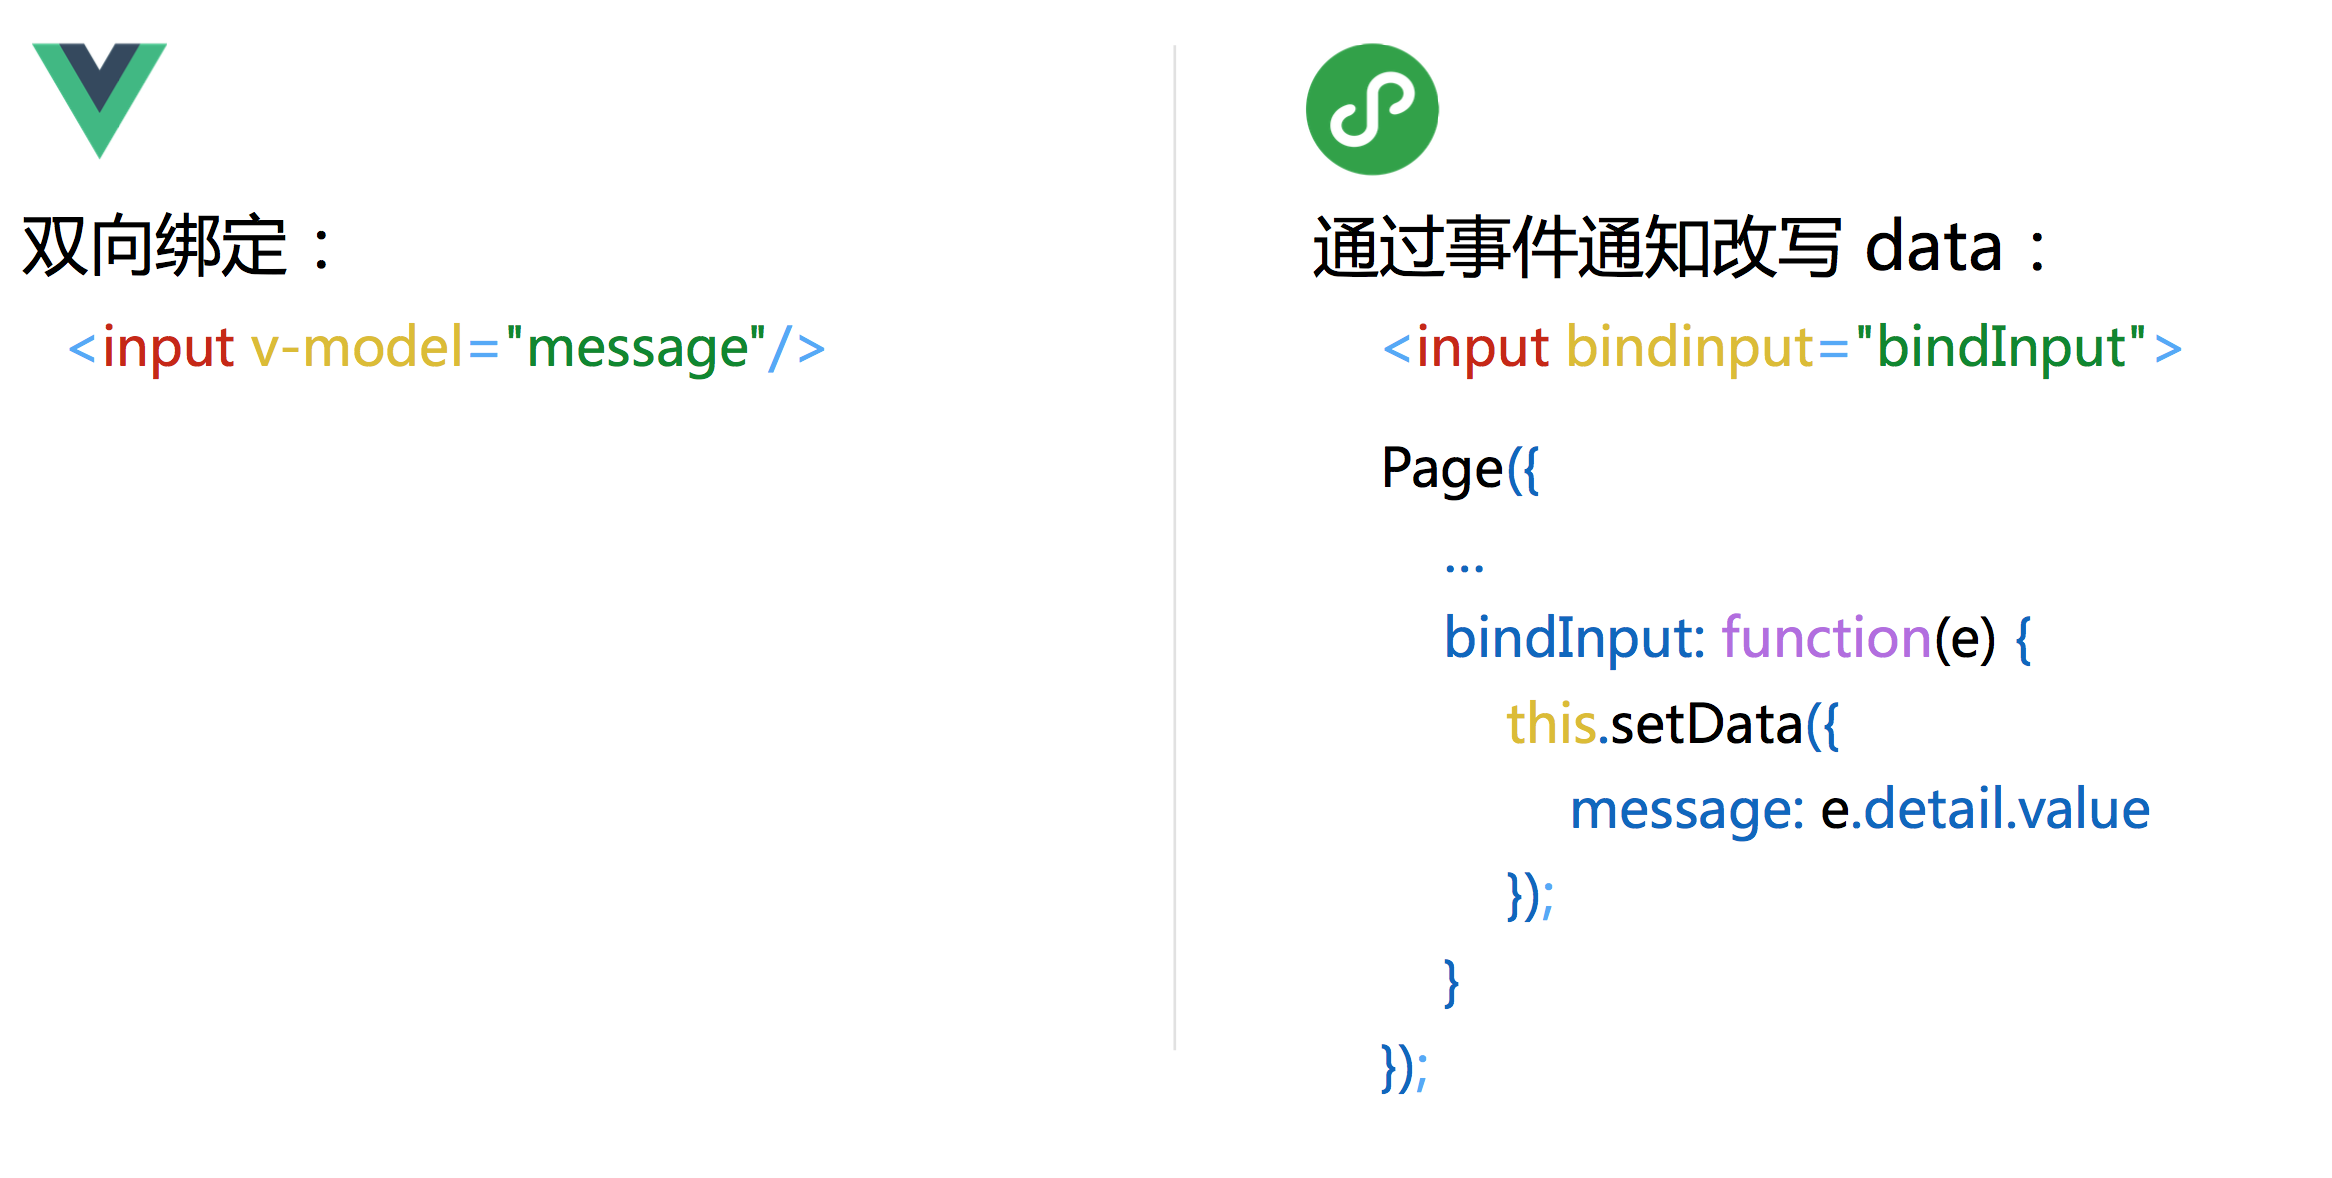 双向绑定：
<input v-model="message"/>
通过事件通知改写 data：
<input bindinput="bindInput">
Page({
...
bindInput: function(e) {
this.setData({
message: e.detail.value
});
}
});